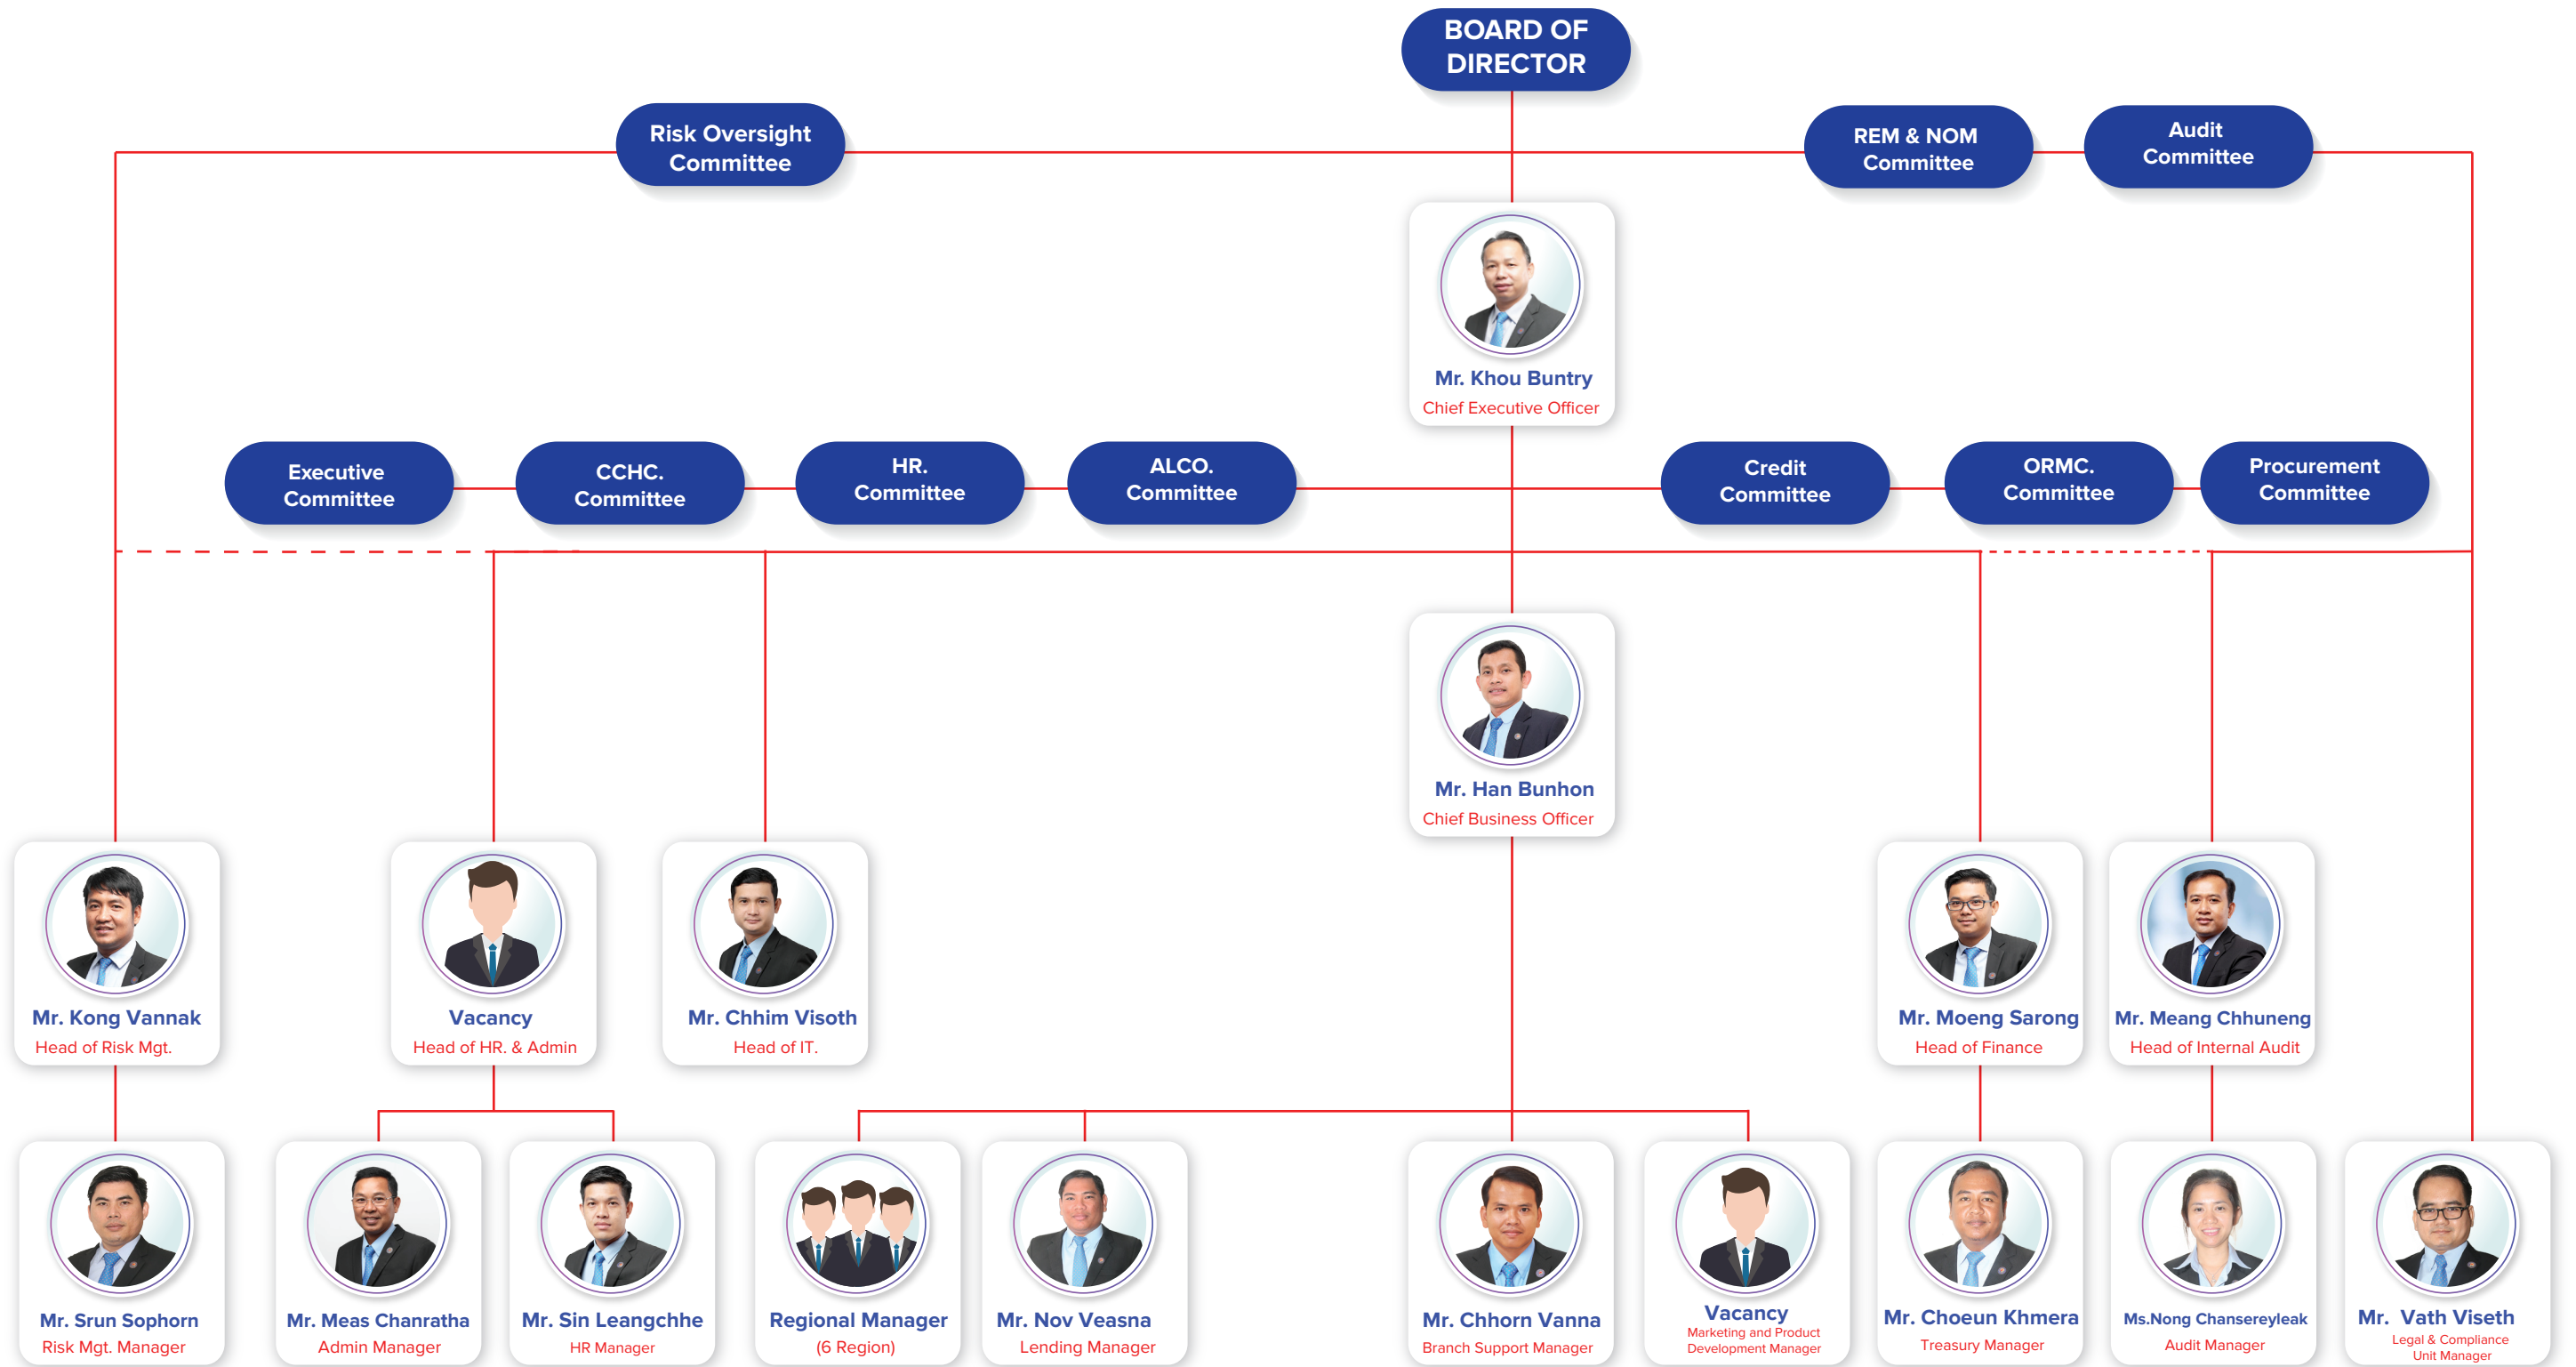 BOARD OF
DIRECTOR
Risk Oversight
Committee
REM & NOM
Committee
Audit
Committee
Mr. Khou Buntry
Chief Executive Officer
Executive
Committee
CCHC.
Committee
HR.
Committee
ALCO.
Committee
Credit
Committee
ORMC.
Committee
Procurement
Committee
Mr. Han Bunhon
Chief Business Officer
Mr. Kong Vannak
Head of Risk Mgt.
Vacancy
Head of HR. & Admin
Mr. Chhim Visoth
Head of IT.
Mr. Moeng Sarong
Head of Finance
Mr. Meang Chhuneng
Head of Internal Audit
Mr. Srun Sophorn
Risk Mgt. Manager
Mr. Meas Chanratha
Admin Manager
Mr. Sin Leangchhe
HR Manager
Regional Manager
(6 Region)
Mr. Nov Veasna
Lending Manager
Mr. Chhorn Vanna
Branch Support Manager
Vacancy
Marketing and Product
Development Manager
Mr. Choeun Khmera
Treasury Manager
Ms.Nong Chansereyleak
Audit Manager
Mr. Vath Viseth
Legal & Compliance
Unit Manager